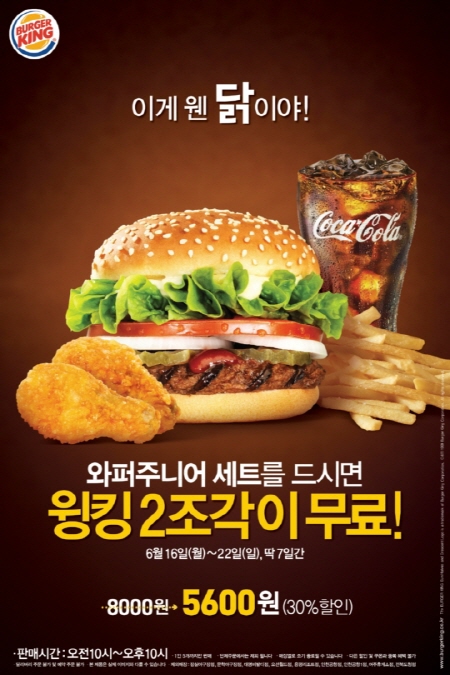 BURGER KING
이게 웬 닭이야!
Coca-Cola
와퍼주니어 세트를 드시면
윙킹 2조각이 무료!
6월 16일(월)~22일(일), 딱 7일간
8000원→ 5600원(30%할인)
·판매시간 : 오전10시~오후10시
www.burgerking.co.kr